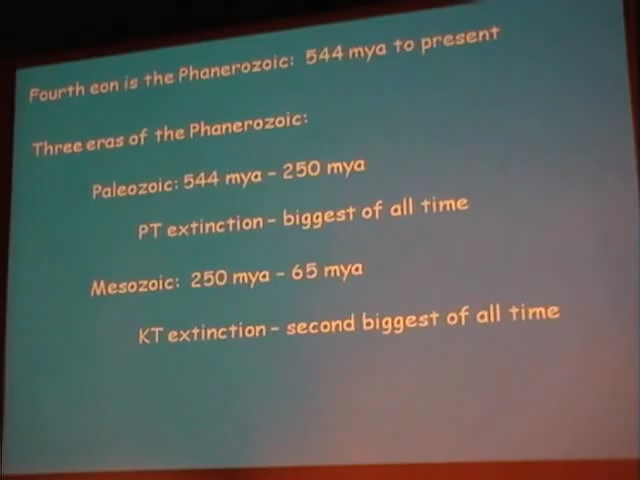 Fourth eon is the Phanerozoic: 544 mya to present
Three eras of the Phanerozoic:
Paleozoic: 544 mya – 250 mya
PT extinction – biggest of all time
Mesozoic: 250 mya – 65 mya
KT extinction – second biggest of all time